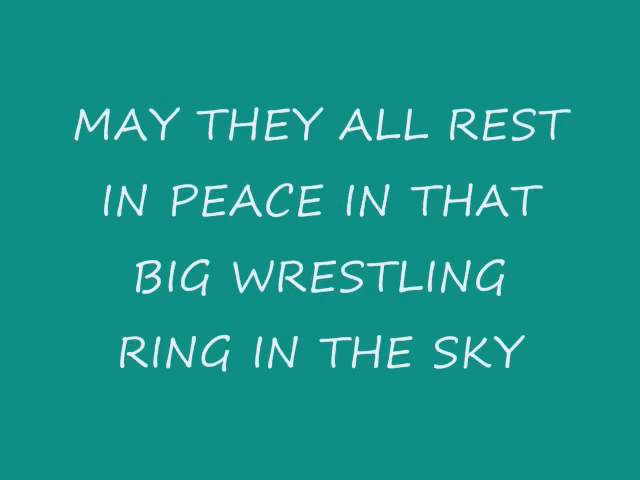 MAY THEY ALL REST
IN PEACE IN THAT
BIG WRESTLING
RING IN THE SKY